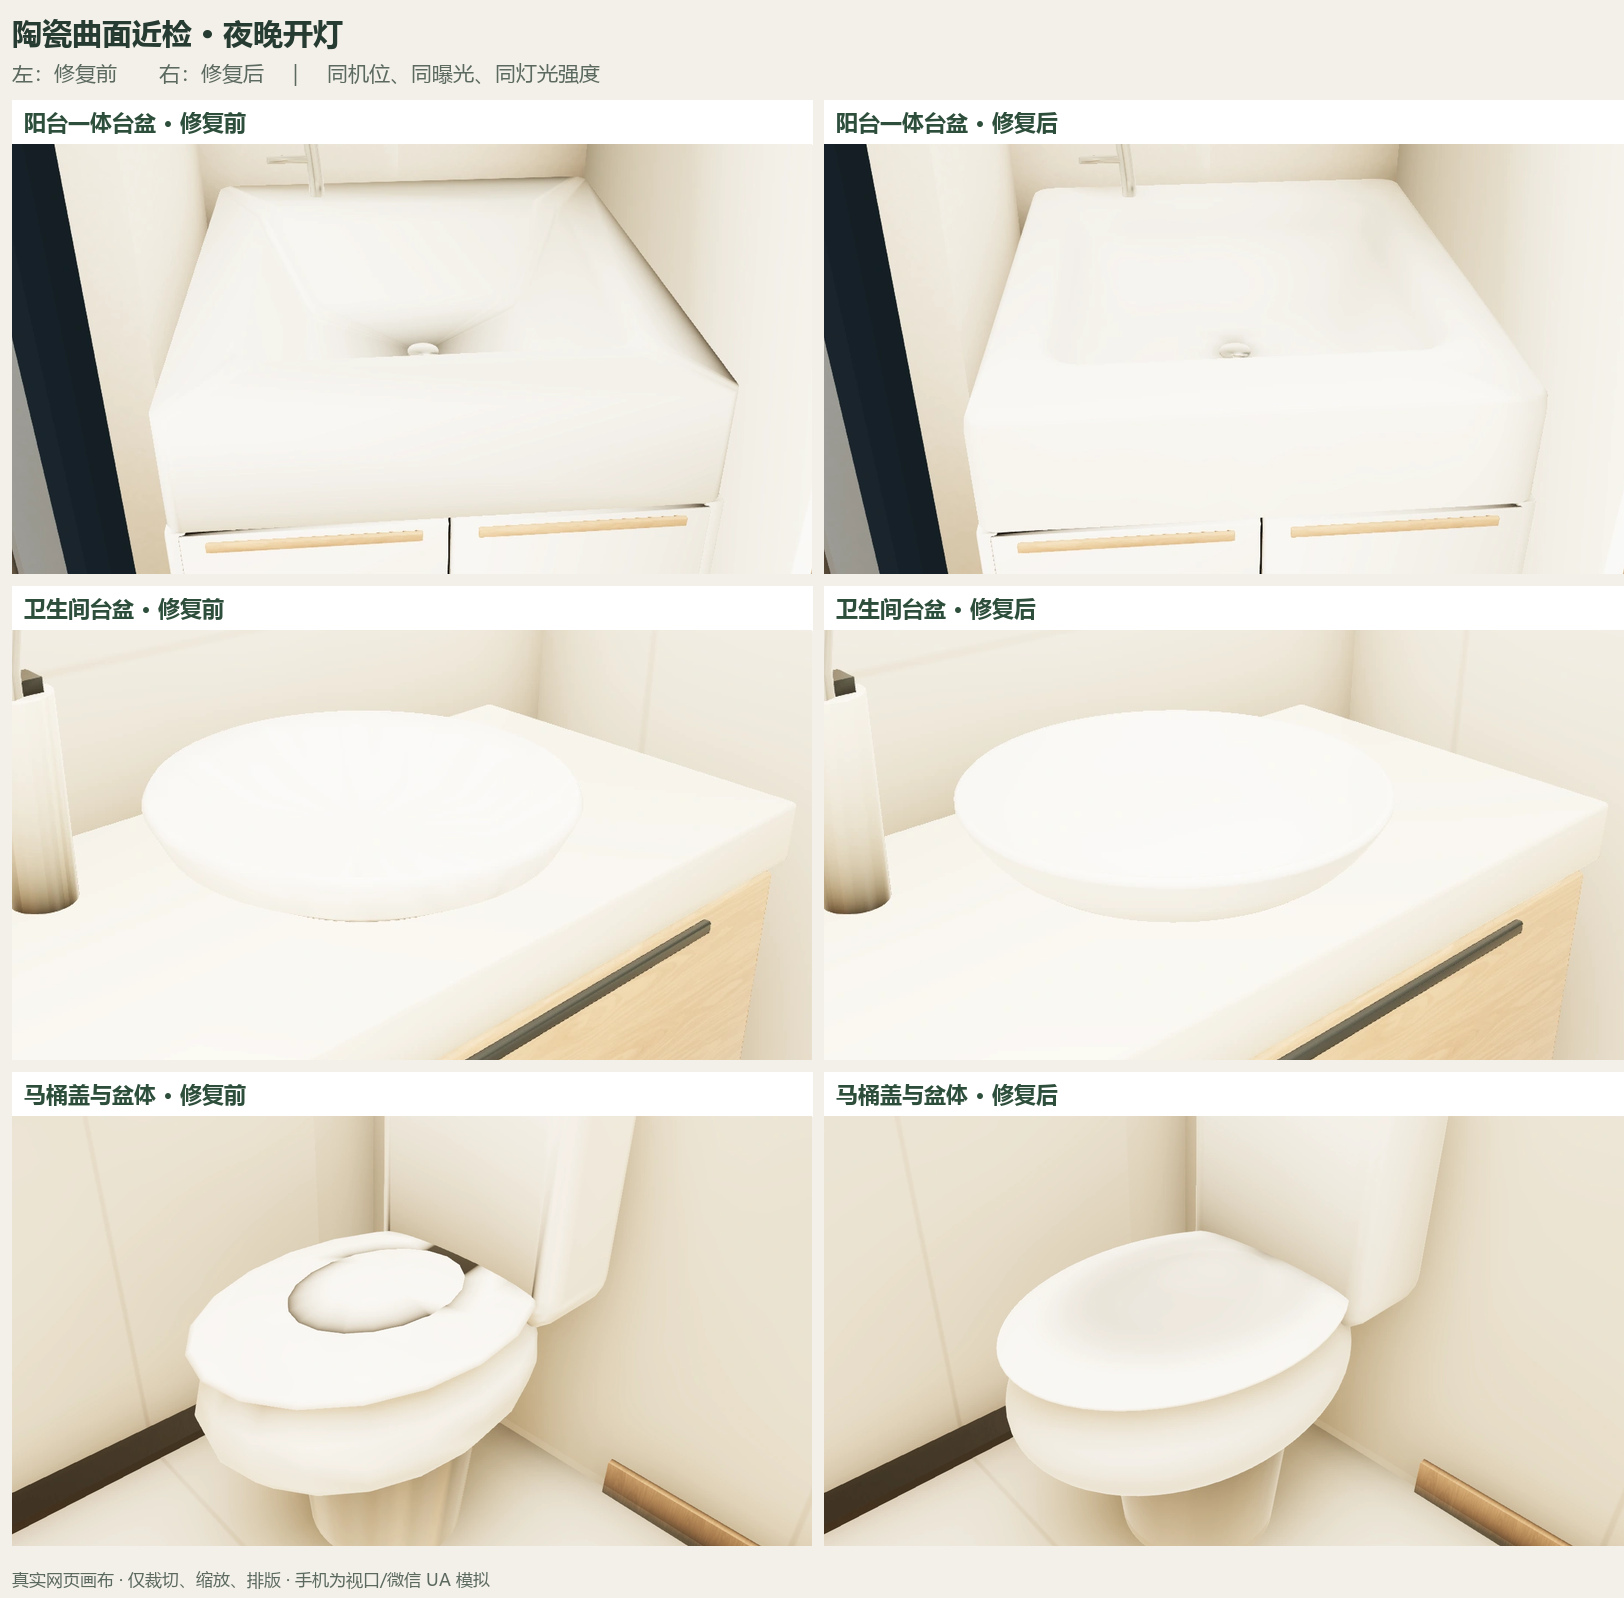 陶瓷曲面近检 • 夜晚开灯
左：修复前 右：修复后 | 同机位、同曝光、同灯光强度
阳台一体台盆 • 修复前
阳台一体台盆 • 修复后
卫生间台盆 • 修复前
卫生间台盆 • 修复后
马桶盖与盆体 • 修复前
马桶盖与盆体 • 修复后
真实网页画布 · 仅裁切、缩放、排版 · 手机为视口/微信 UA 模拟